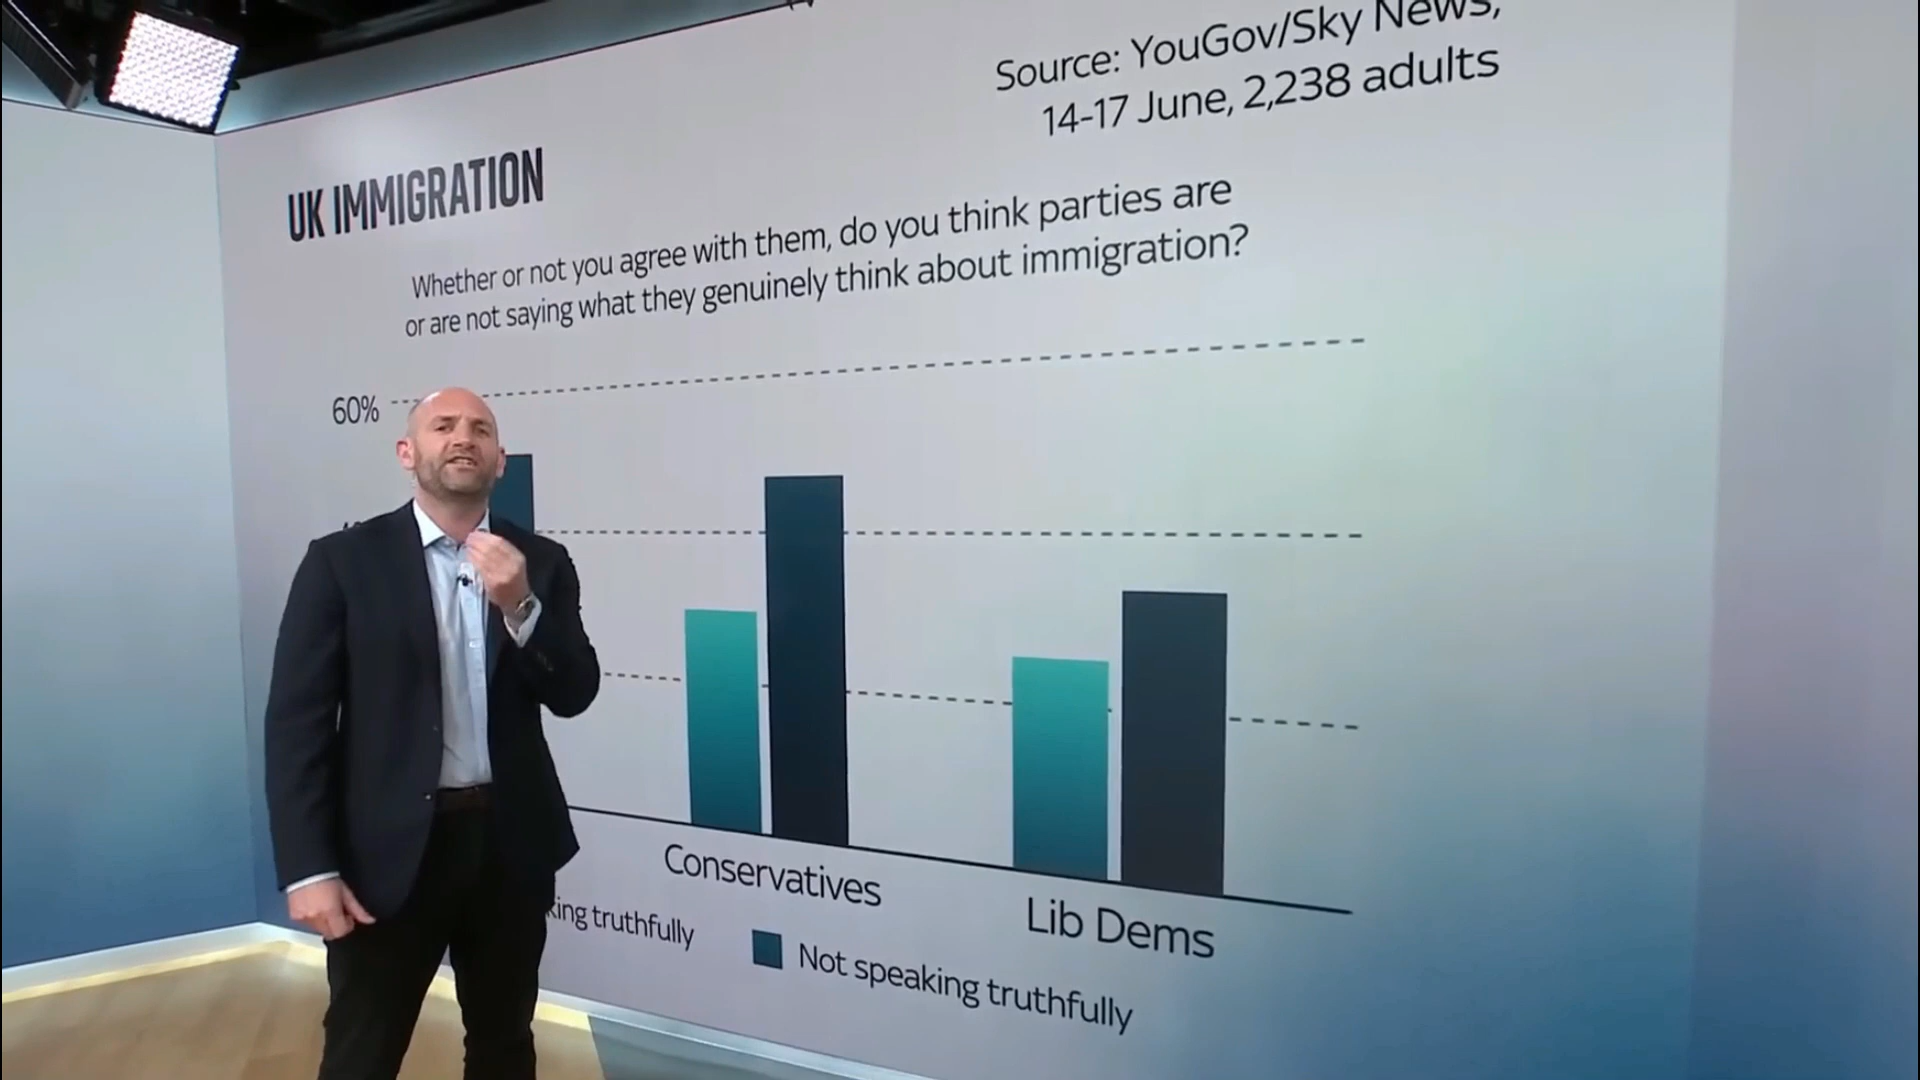 Source: YouGov/Sky News,
14-17 June, 2,238 adults
UK IMMIGRATION
Whether or not you agree with them, do you think parties are
or are not saying what they genuinely think about immigration?
60%
Conservatives
Lib Dems
truthfully
Not speaking truthfully